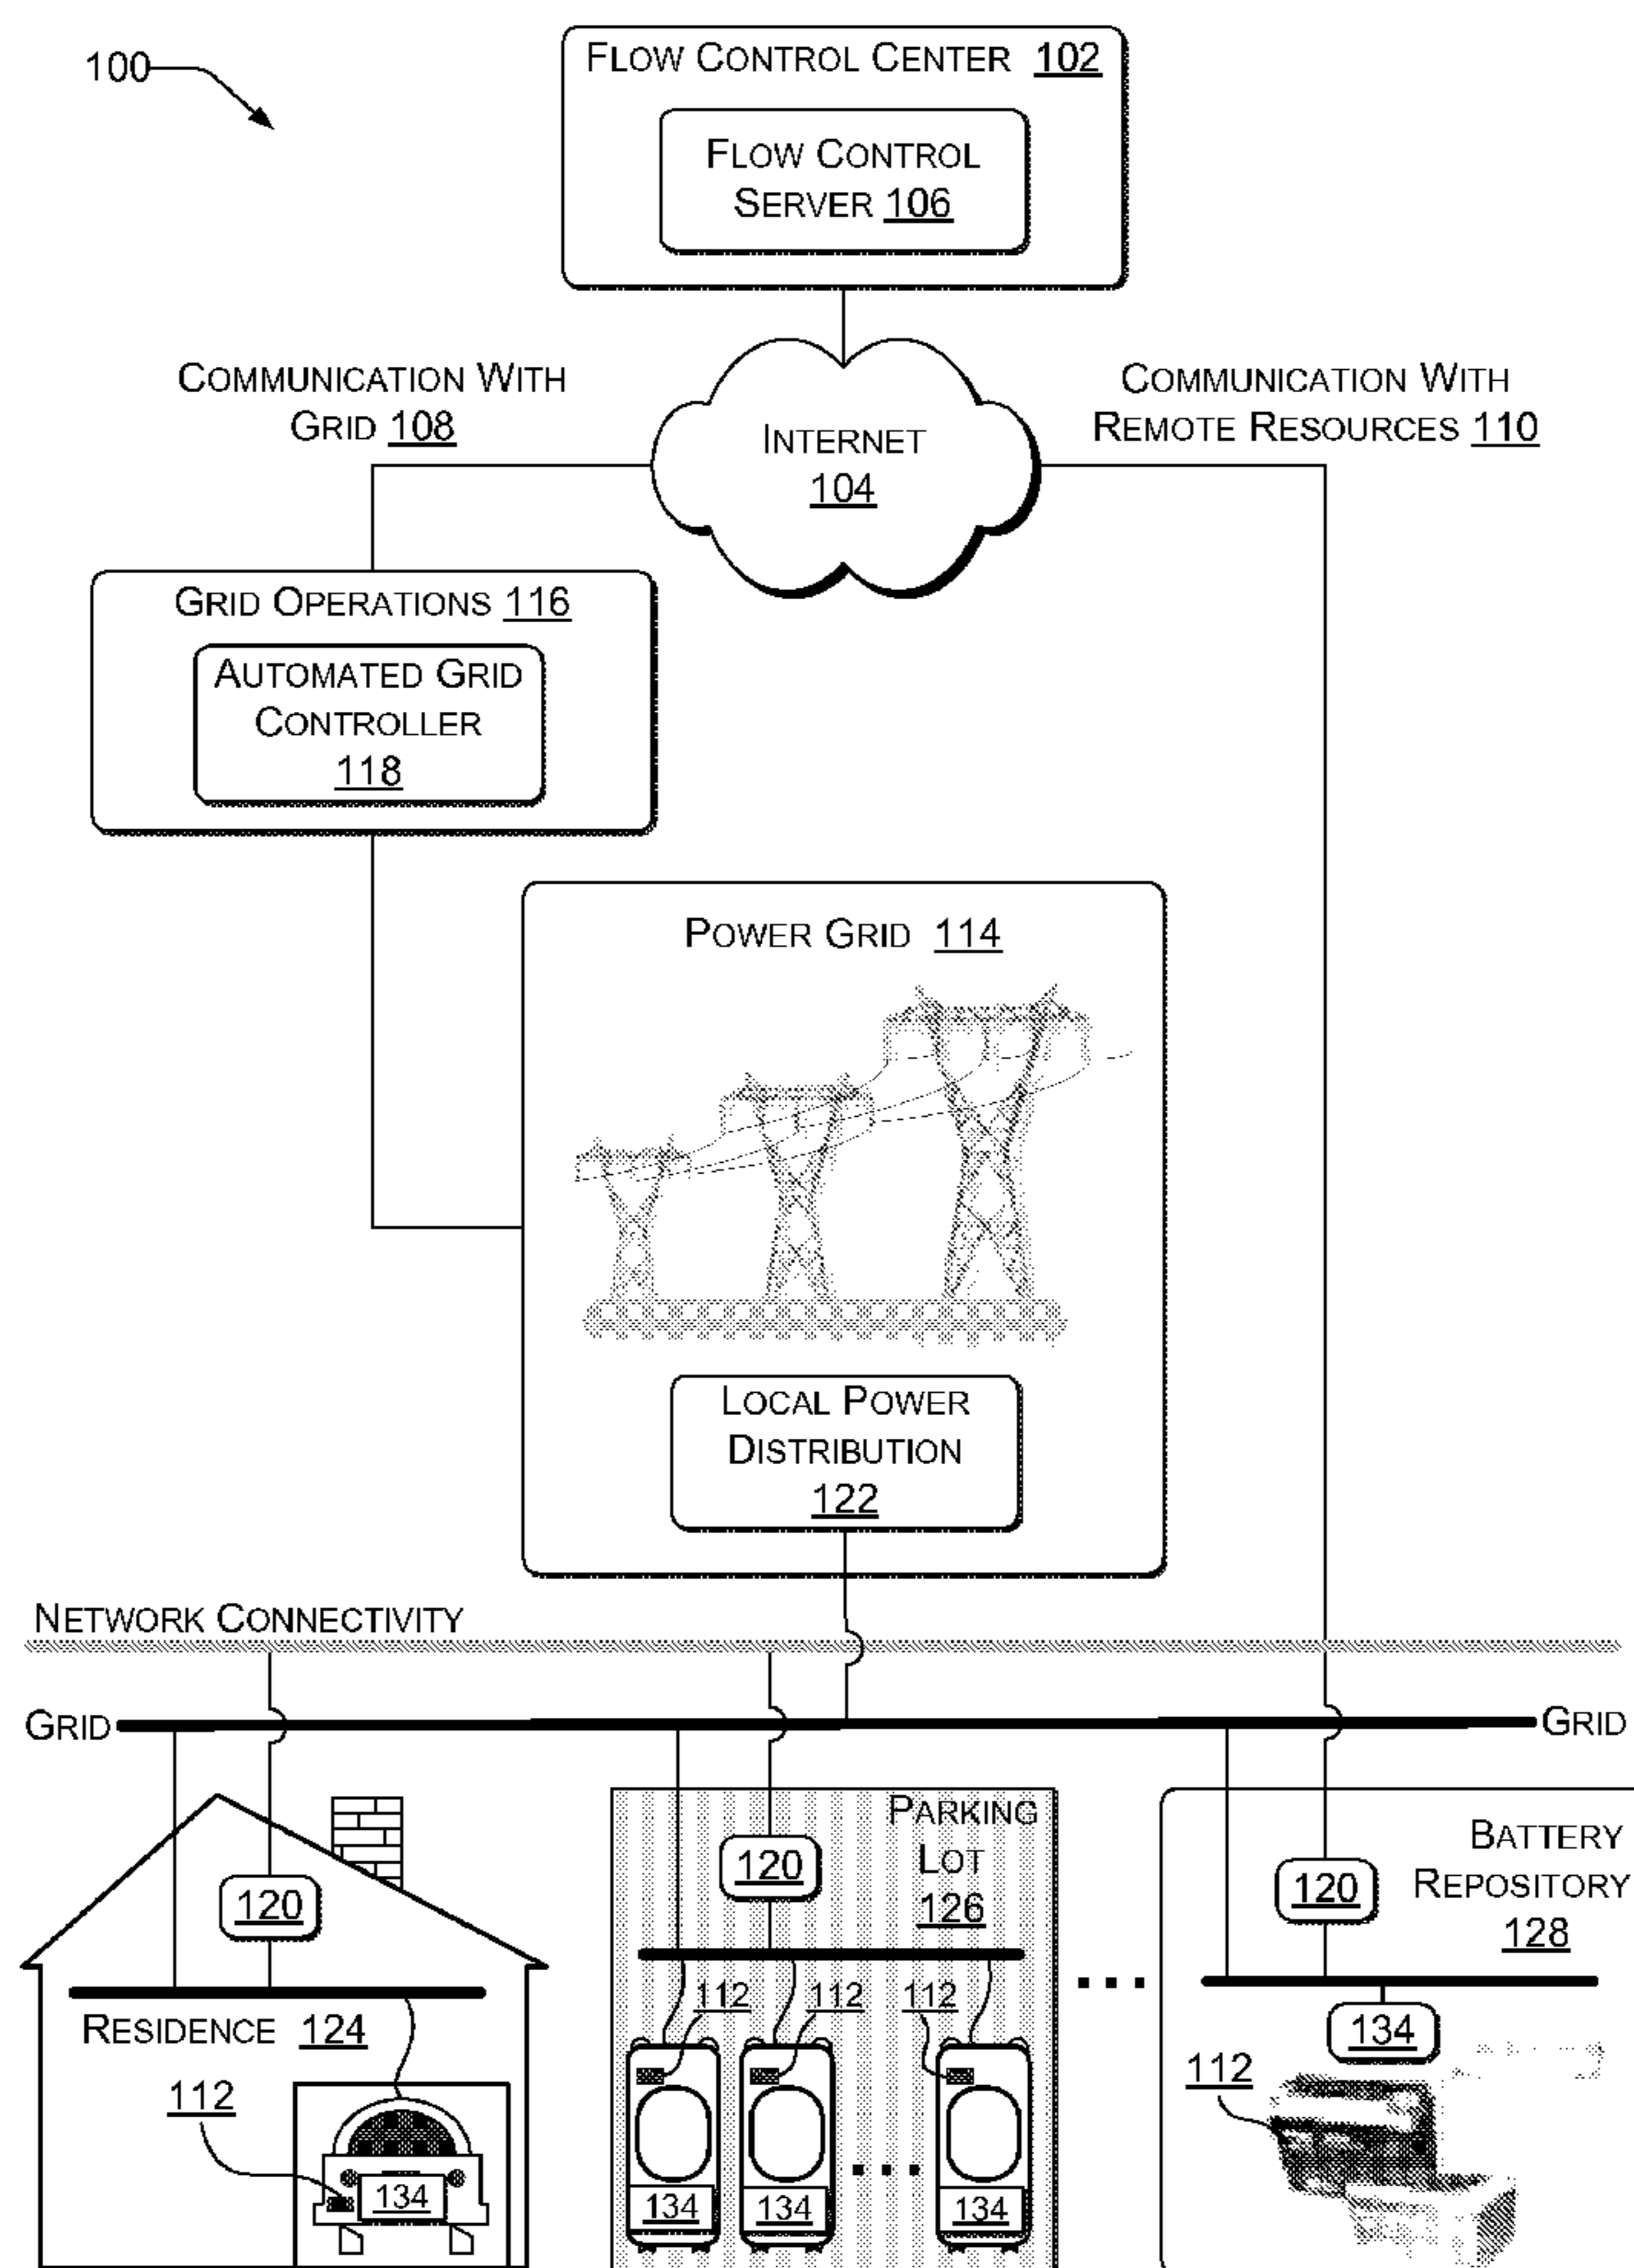 100
FLOW CONTROL CENTER 102
FLOW CONTROL
SERVER 106
COMMUNICATION WITH
GRID 108
INTERNET
104
COMMUNICATION WITH
REMOTE RESOURCES 110
GRID OPERATIONS 116
AUTOMATED GRID
CONTROLLER
118
POWER GRID 114
LOCAL POWER
DISTRIBUTION
122
NETWORK CONNECTIVITY
GRID
GRID
120
RESIDENCE 124
112
134
PARKING
LOT
126
120
112
112
112
134
134
134
BATTERY
REPOSITORY
128
120
134
112